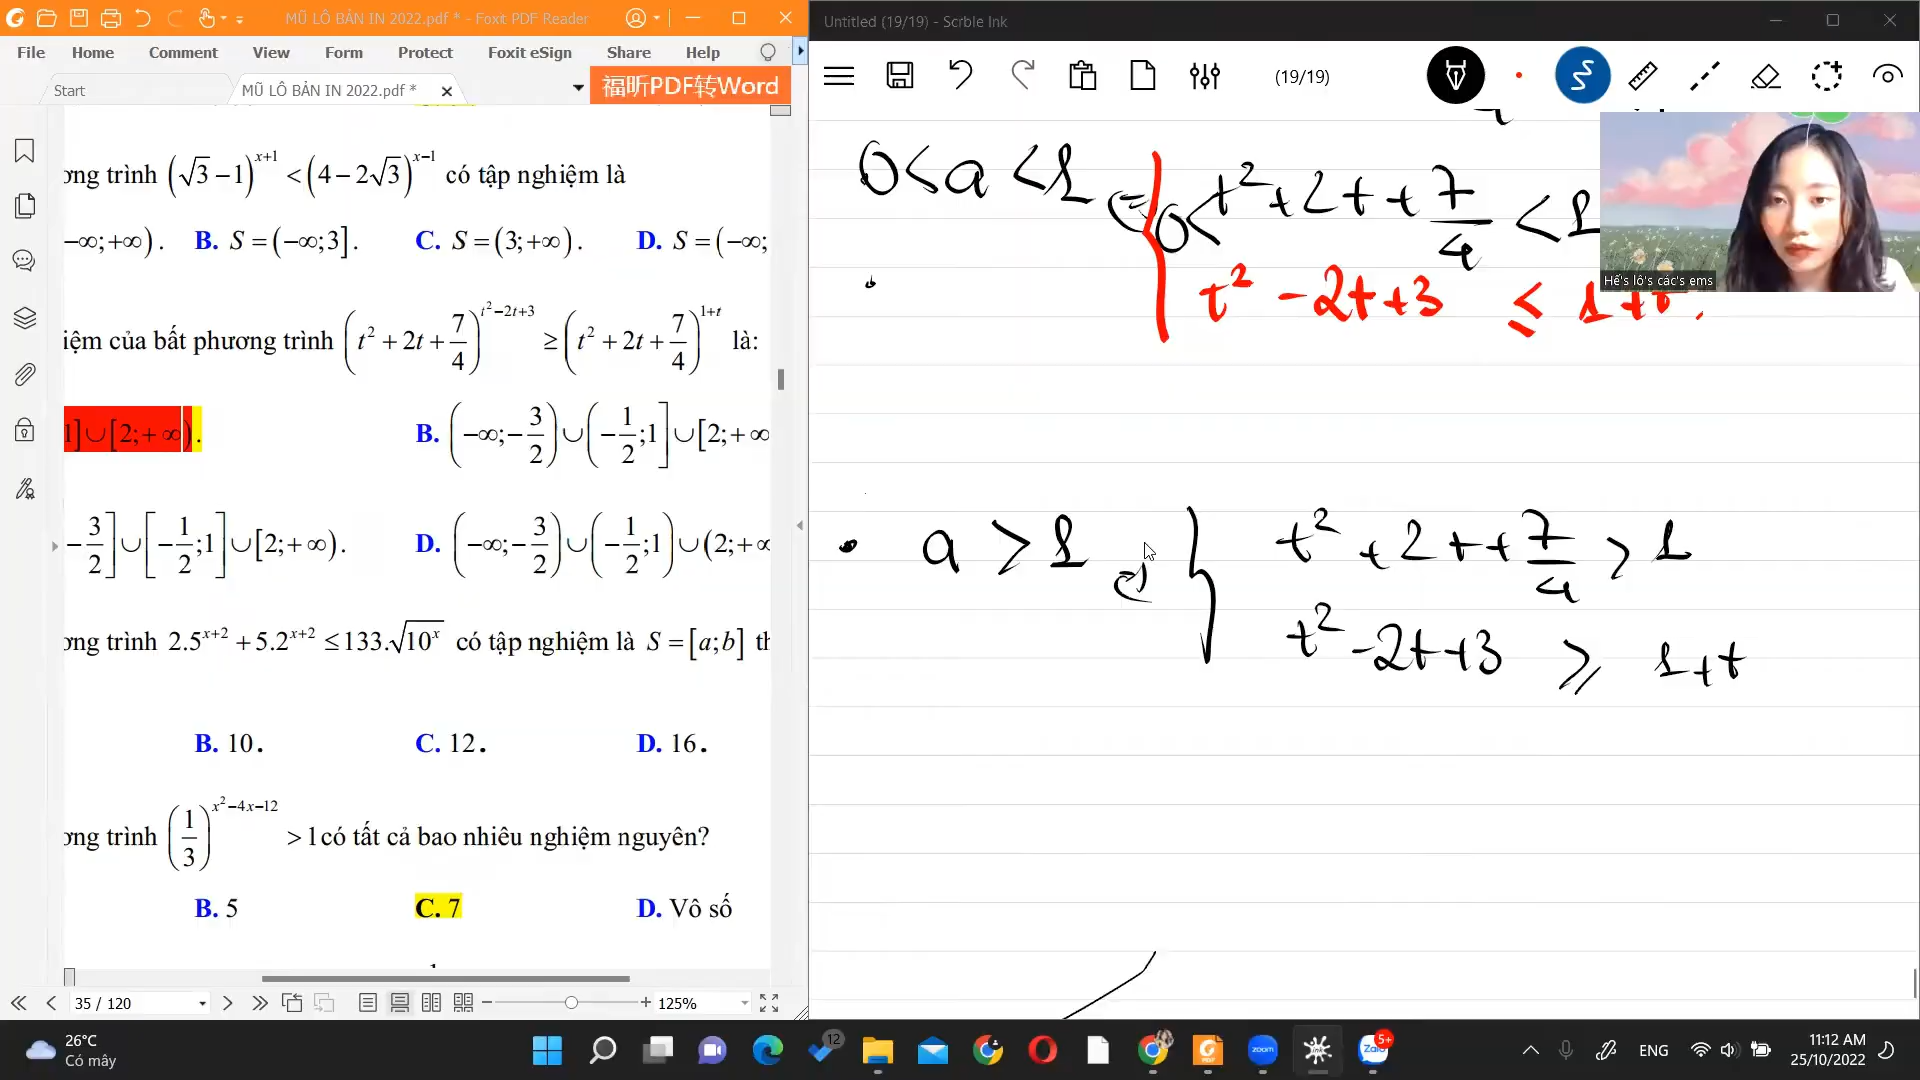 MŨ LÔ BẢN IN 2022.pdf * - Foxit PDF Reader
File Home Comment View Form Protect Foxit eSign Share Help
Start
MŨ LÔ BẢN IN 2022.pdf *
福昕PDF转Word
ơng trình (√3 − 1)^{x+1} < (4 − 2√3)^{x−1} có tập nghiệm là
−∞;+∞). B. S = (−∞;3]. C. S = (3;+∞). D. S = (−∞;
iệm của bất phương trình (t² + 2t + 7/4)^{t²−2t+3} ≥ (t² + 2t + 7/4)^{1+t} là:
1]∪[2;+∞).
B. (−∞;−3/2)∪(−1/2;1]∪[2;+∞
−3/2]∪[−1/2;1]∪[2;+∞).
D. (−∞;−3/2)∪(−1/2;1)∪(2;+∞
ơng trình 2.5^{x+2} + 5.2^{x+2} ≤ 133.√10^x có tập nghiệm là S = [a;b] th
B. 10. C. 12. D. 16.
ơng trình (1/3)^{x²−4x−12} > 1 có tất cả bao nhiêu nghiệm nguyên?
B. 5 C. 7 D. Vô số
35 / 120
125%
Untitled (19/19) - Scrble Ink
(19/19)
0 < a < 1
0 < t² + 2t + 7/4 < 1
t² − 2t + 3 ≤ 1 + t.
Hế's lô's các's ems
a > 1
t² + 2t + 7/4 > 1
t² − 2t + 3 ≥ 1 + t
26°C
Có mây
12
zoom
Zalo
5+
ENG
11:12 AM
25/10/2022